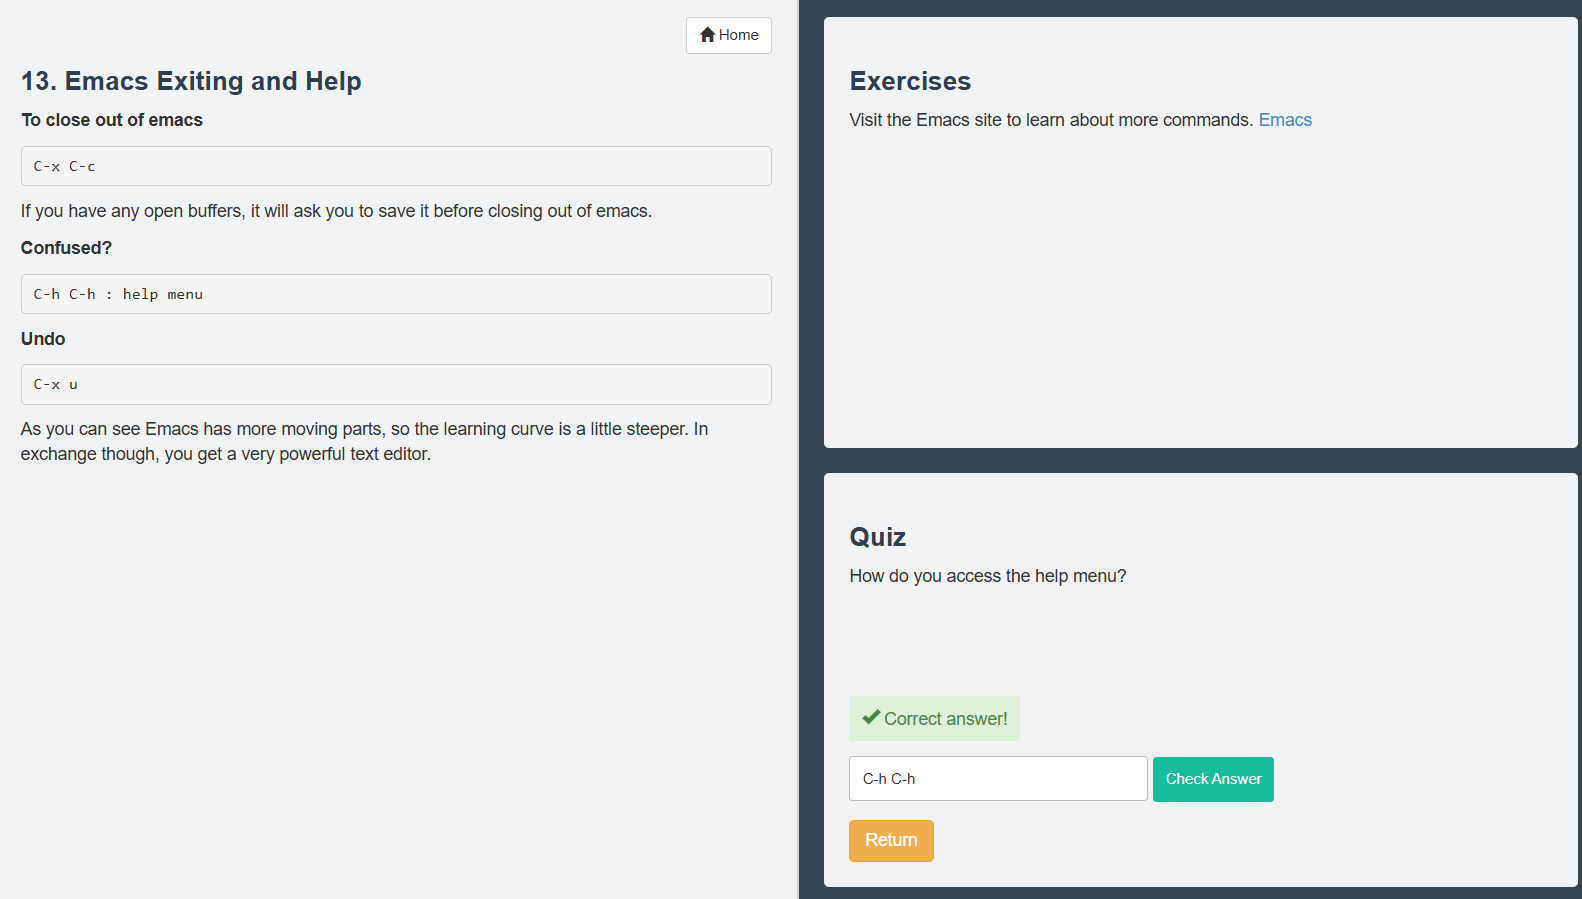 Home
13. Emacs Exiting and Help
To close out of emacs
C-x C-c
If you have any open buffers, it will ask you to save it before closing out of emacs.
Confused?
C-h C-h : help menu
Undo
C-x u
As you can see Emacs has more moving parts, so the learning curve is a little steeper. In
exchange though, you get a very powerful text editor.
Exercises
Visit the Emacs site to learn about more commands. Emacs
Quiz
How do you access the help menu?
Correct answer!
C-h C-h
Check Answer
Return